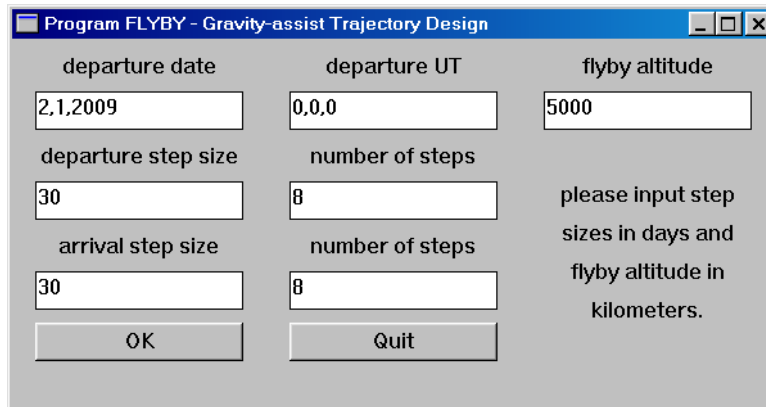 Program FLYBY - Gravity-assist Trajectory Design
departure date
departure UT
flyby altitude
2,1,2009
0,0,0
5000
departure step size
number of steps
30
8
arrival step size
number of steps
30
8
please input step
sizes in days and
flyby altitude in
kilometers.
OK
Quit